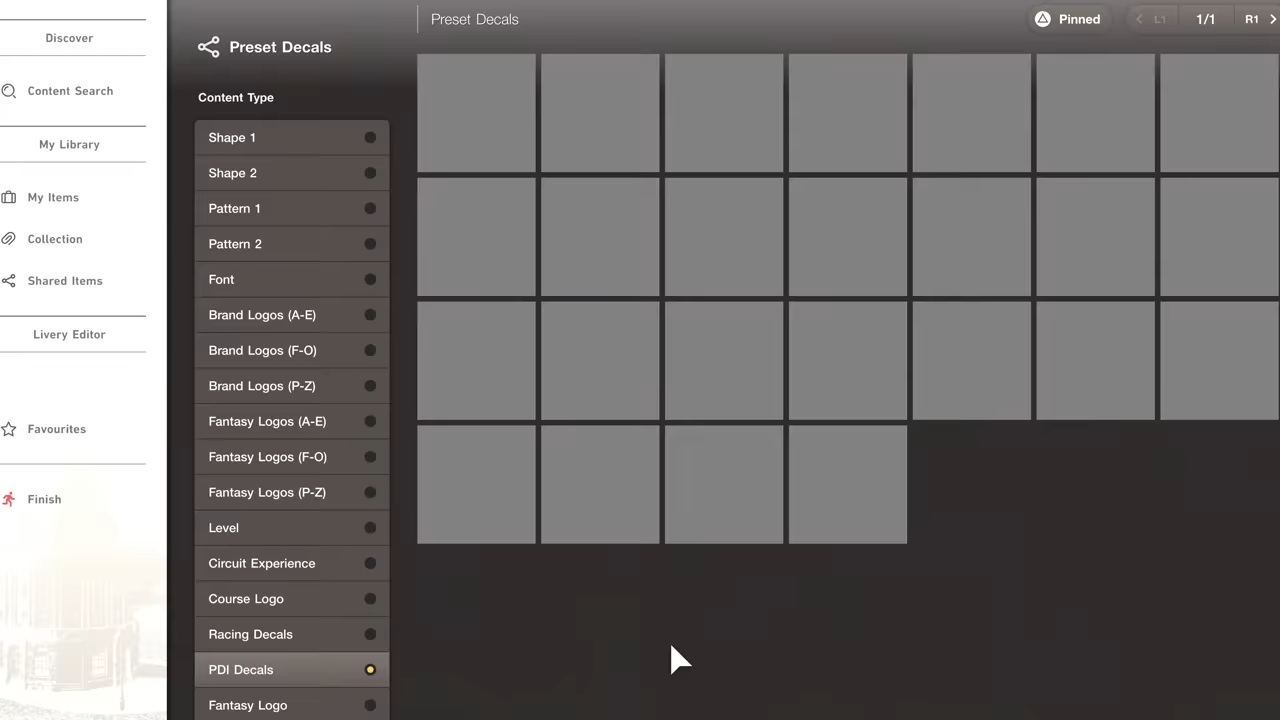 Discover
Content Search
My Library
My Items
Collection
Shared Items
Livery Editor
Favourites
Finish
Preset Decals
Content Type
Shape 1
Shape 2
Pattern 1
Pattern 2
Font
Brand Logos (A-E)
Brand Logos (F-O)
Brand Logos (P-Z)
Fantasy Logos (A-E)
Fantasy Logos (F-O)
Fantasy Logos (P-Z)
Level
Circuit Experience
Course Logo
Racing Decals
PDI Decals
Fantasy Logo
Preset Decals
Pinned
L1 1/1 R1